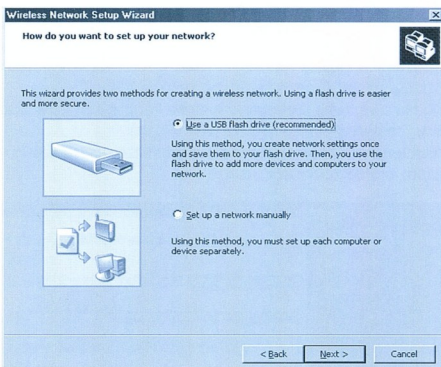 Wireless Network Setup Wizard
How do you want to set up your network?
This wizard provides two methods for creating a wireless network. Using a flash drive is easier
and more secure.
Use a USB flash drive (recommended)
Using this method, you create network settings once
and save them to your flash drive. Then, you use the
flash drive to add more devices and computers to your
network.
Set up a network manually
Using this method, you must set up each computer or
device separately.
< Back
Next >
Cancel